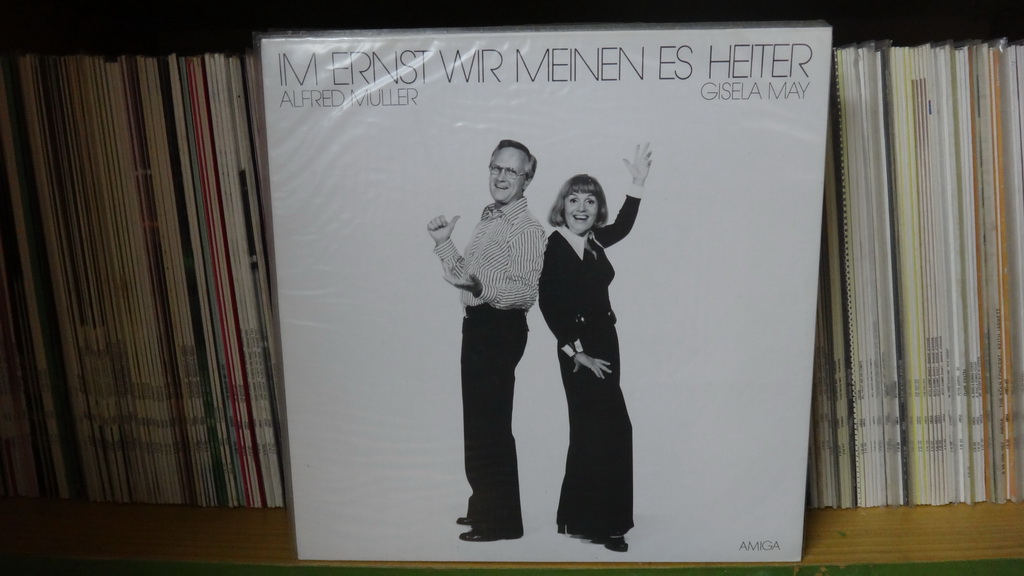 IM ERNST WIR MEINEN ES HEITER
ALFRED MÜLLER
GISELA MAY
AMIGA